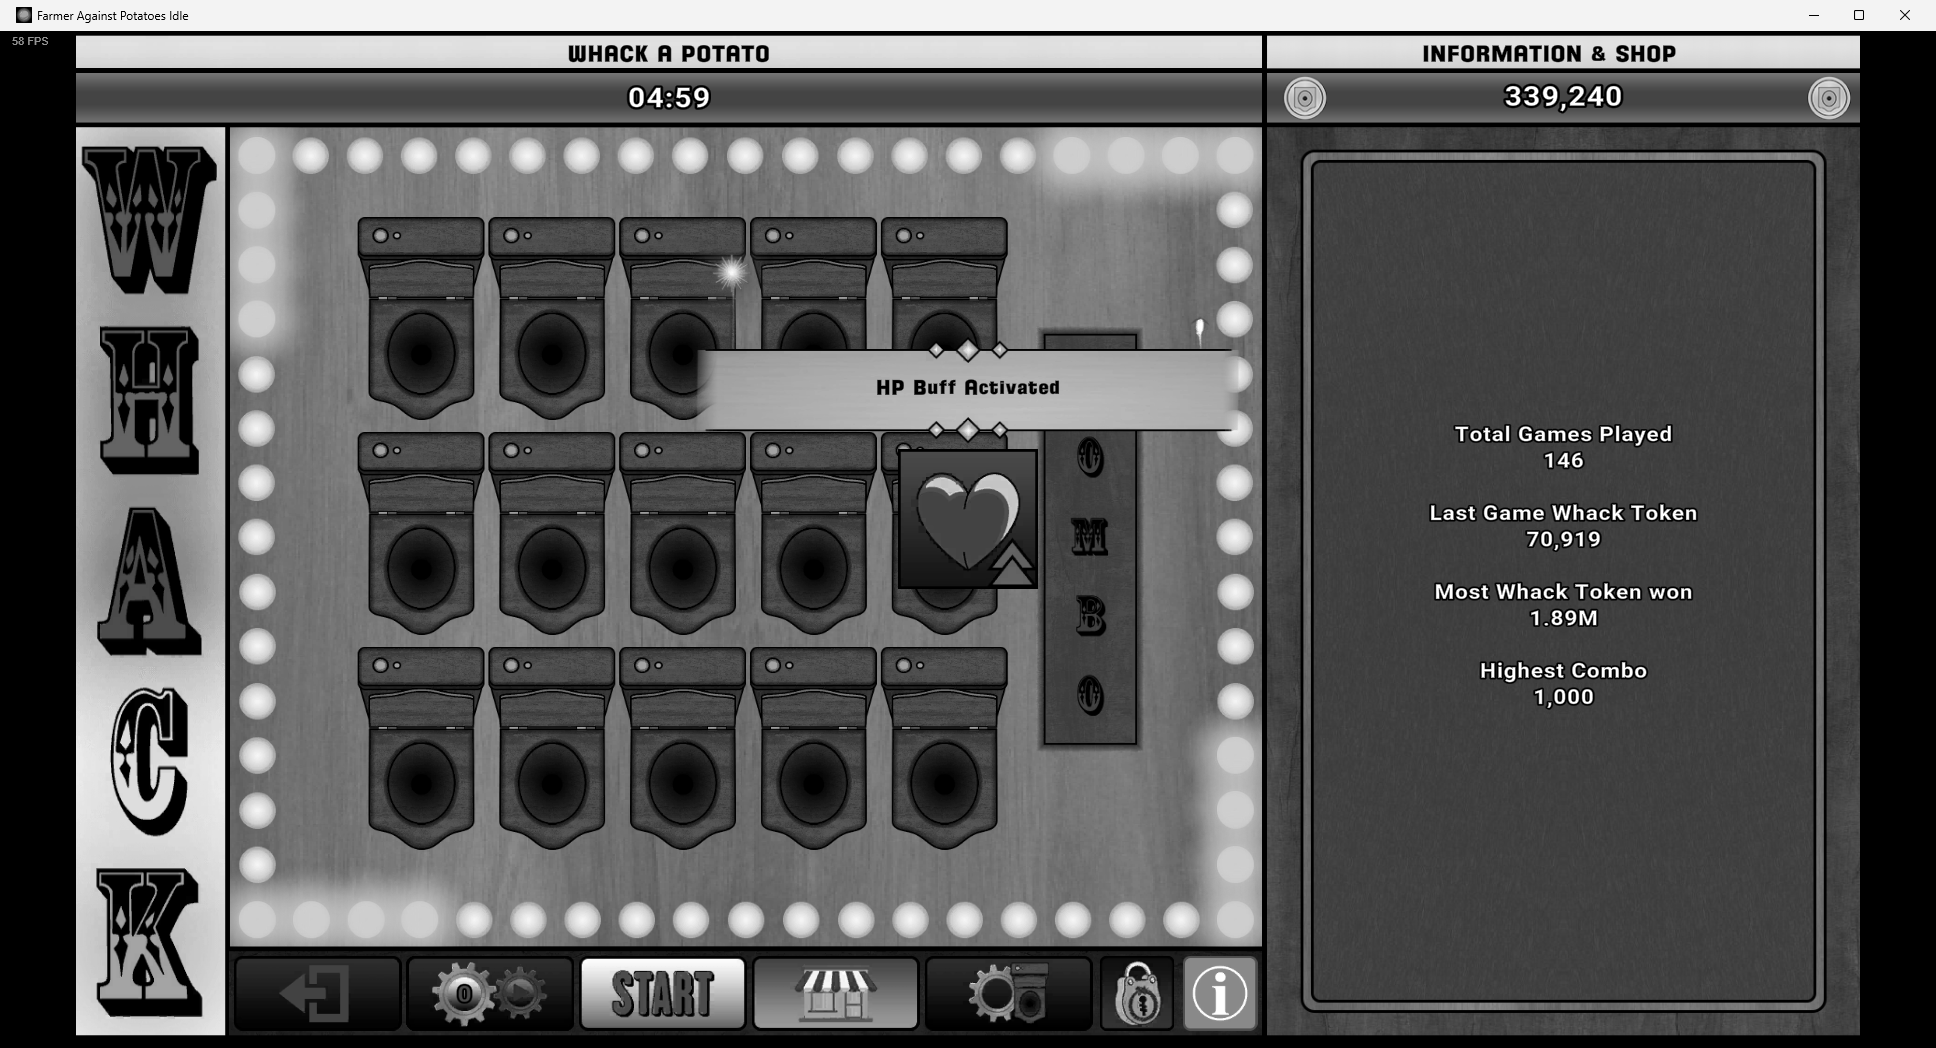 Farmer Against Potatoes Idle
58 FPS
WHACK A POTATO
INFORMATION & SHOP
04:59
339,240
W
H
A
C
K
HP Buff Activated
O
M
B
O
Total Games Played
146
Last Game Whack Token
70,919
Most Whack Token won
1.89M
Highest Combo
1,000
0
START
i